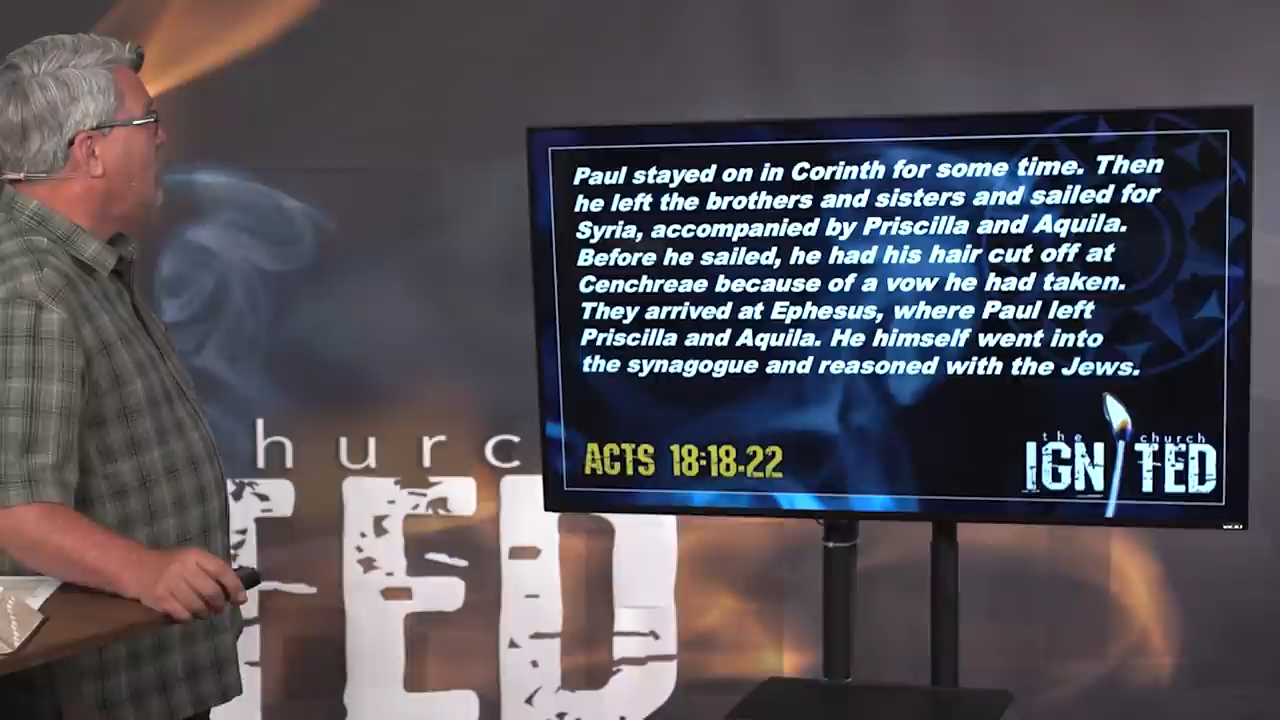 Paul stayed on in Corinth for some time. Then
he left the brothers and sisters and sailed for
Syria, accompanied by Priscilla and Aquila.
Before he sailed, he had his hair cut off at
Cenchreae because of a vow he had taken.
They arrived at Ephesus, where Paul left
Priscilla and Aquila. He himself went into
the synagogue and reasoned with the Jews.
ACTS 18:18-22
the church
IGNITED
hurc
TED